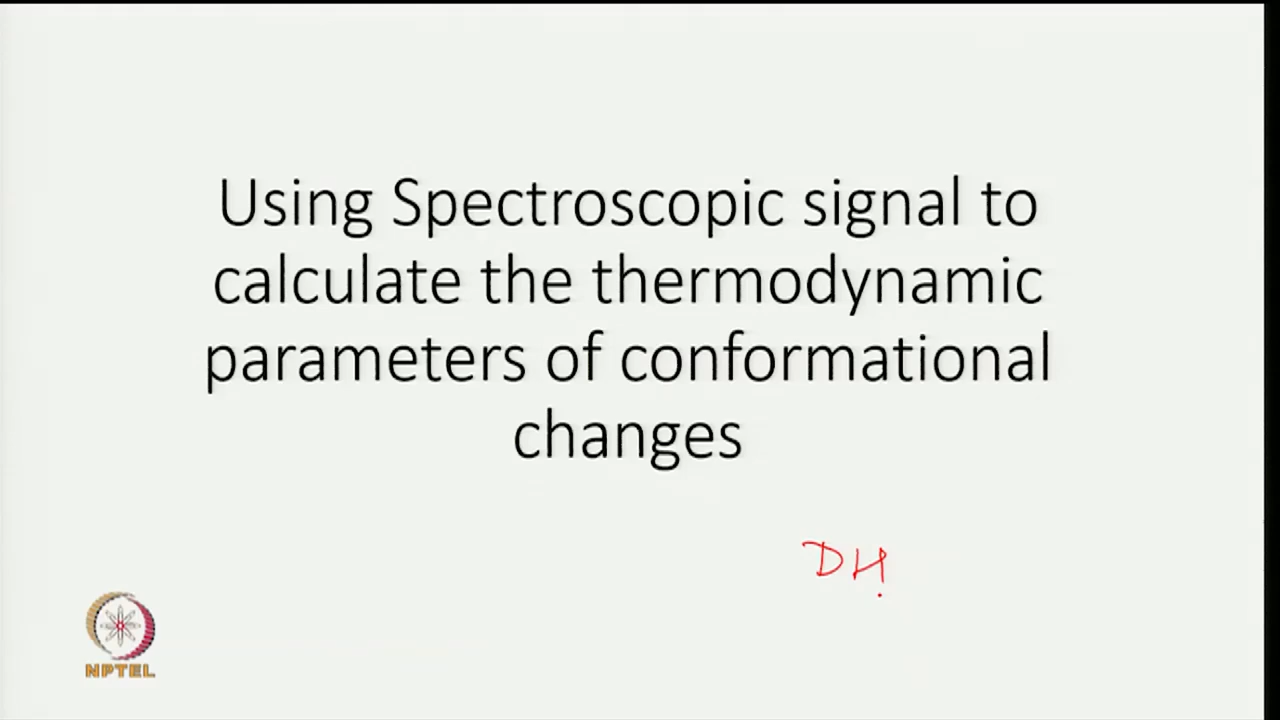 Using Spectroscopic signal to
calculate the thermodynamic
parameters of conformational
changes
DH
NPTEL